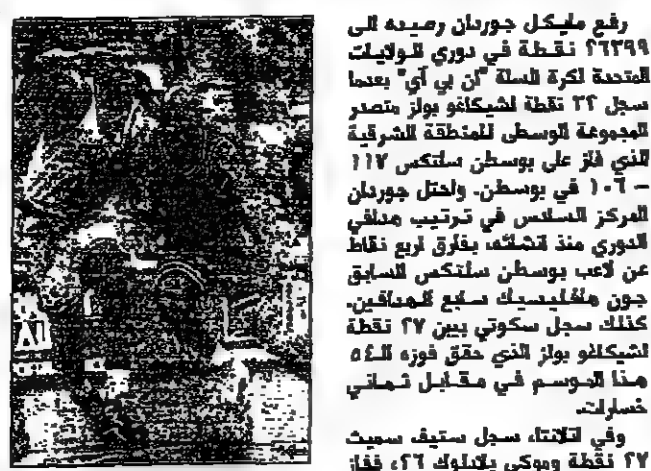 رفع مايكل جوردان رصيده الى
٢٦٣٩٩ نقطة في دوري الولايات
المتحدة لكرة السلة "ان بي آي" بعدما
سجل ٣٢ نقطة لشيكاغو بولز متصدر
المجموعة الوسطى للمنطقة الشرقية
الذي فاز على بوسطن سلتكس ١١٧
– ١٠٦ في بوسطن. واحتل جوردان
المركز السادس في ترتيب هدافي
الدوري منذ انشائه، بفارق اربع نقاط
عن لاعب بوسطن سلتكس السابق
جون هافليسيك سابع الهدافين.
كذلك سجل سكوتي بيبن ٢٧ نقطة
لشيكاغو بولز الذي حقق فوزه الـ٥٤
هذا الموسم في مقابل ثماني
خسارات.
وفي اتلانتا، سجل ستيف سميث
٢٧ نقطة وموكي بلايلوك ٢٦، ففاز